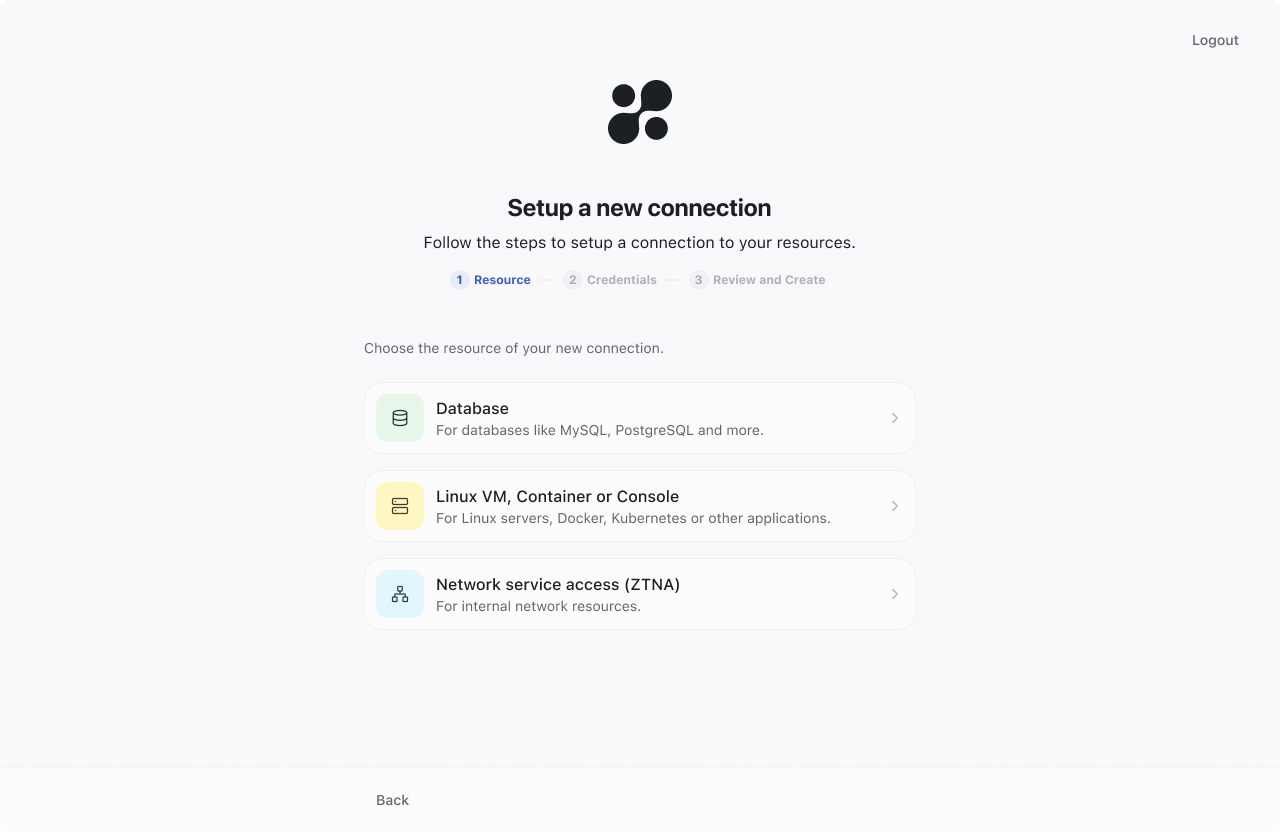 Logout
Setup a new connection
Follow the steps to setup a connection to your resources.
1 Resource 2 Credentials 3 Review and Create
Choose the resource of your new connection.
Database
For databases like MySQL, PostgreSQL and more.
Linux VM, Container or Console
For Linux servers, Docker, Kubernetes or other applications.
Network service access (ZTNA)
For internal network resources.
Back